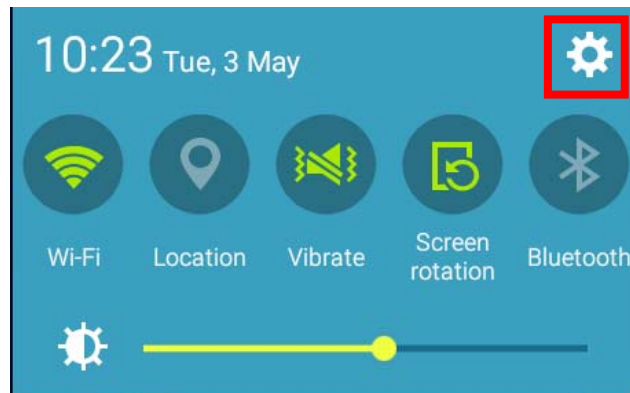 10:23 Tue, 3 May
Wi-Fi
Location
Vibrate
Screen
rotation
Bluetooth